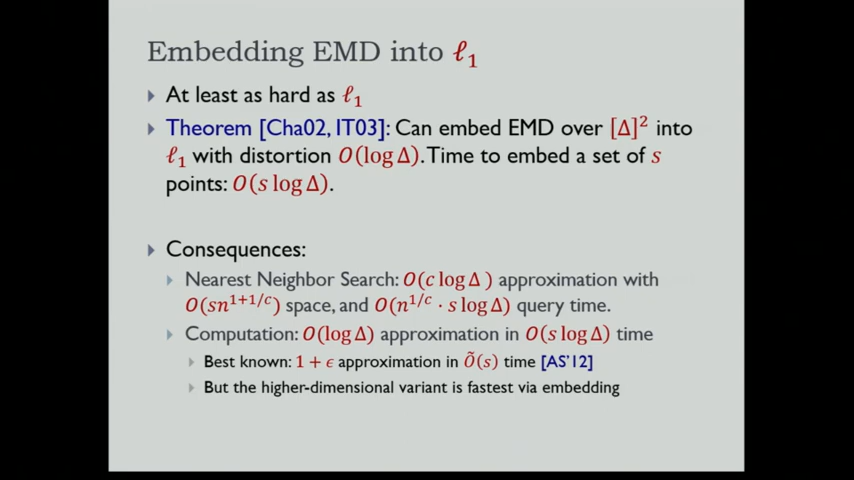 Embedding EMD into ℓ₁
At least as hard as ℓ₁
Theorem [Cha02, IT03]: Can embed EMD over [Δ]² into
ℓ₁ with distortion O(log Δ). Time to embed a set of s
points: O(s log Δ).
Consequences:
Nearest Neighbor Search: O(c log Δ ) approximation with
O(sn^{1+1/c}) space, and O(n^{1/c} · s log Δ) query time.
Computation: O(log Δ) approximation in O(s log Δ) time
Best known: 1 + ϵ approximation in Õ(s) time [AS'12]
But the higher-dimensional variant is fastest via embedding